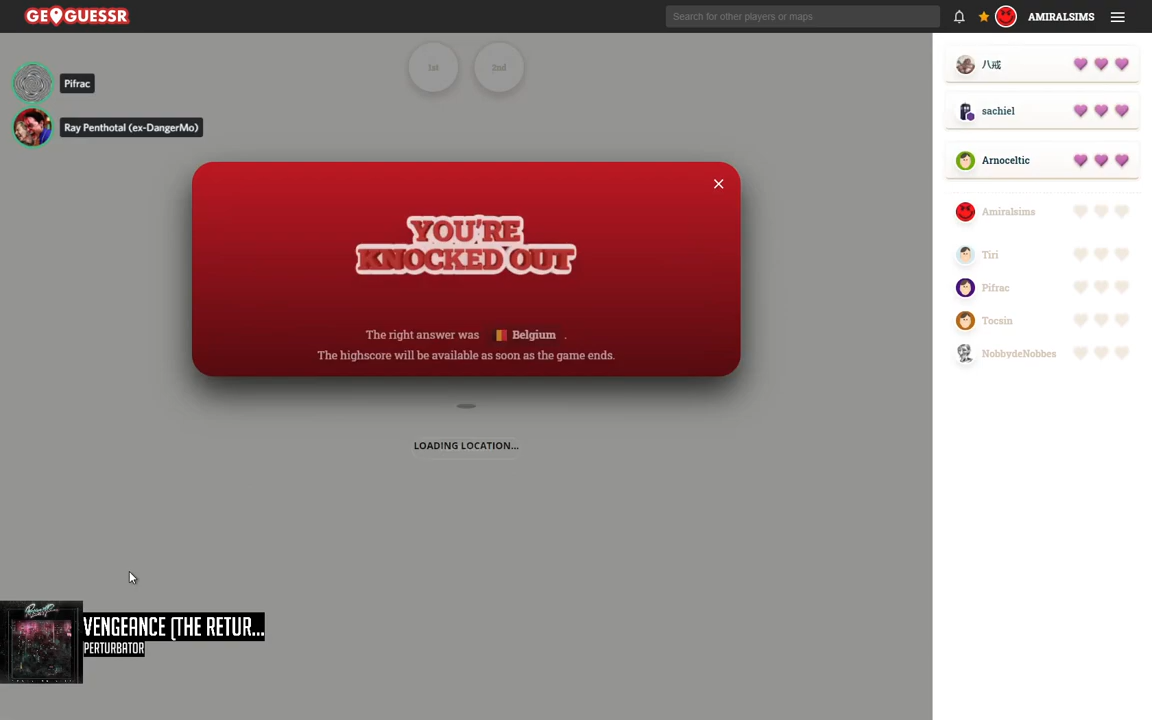 GEOGUESSR
Search for other players or maps
AMIRALSIMS
1st
2nd
Pifrac
Ray Penthotal (ex-DangerMo)
YOU'RE
KNOCKED OUT
The right answer was Belgium .
The highscore will be available as soon as the game ends.
LOADING LOCATION...
VENGEANCE (THE RETUR...
PERTURBATOR
八戒
sachiel
Arnoceltic
Amiralsims
Tiri
Pifrac
Tocsin
NobbydeNobbes